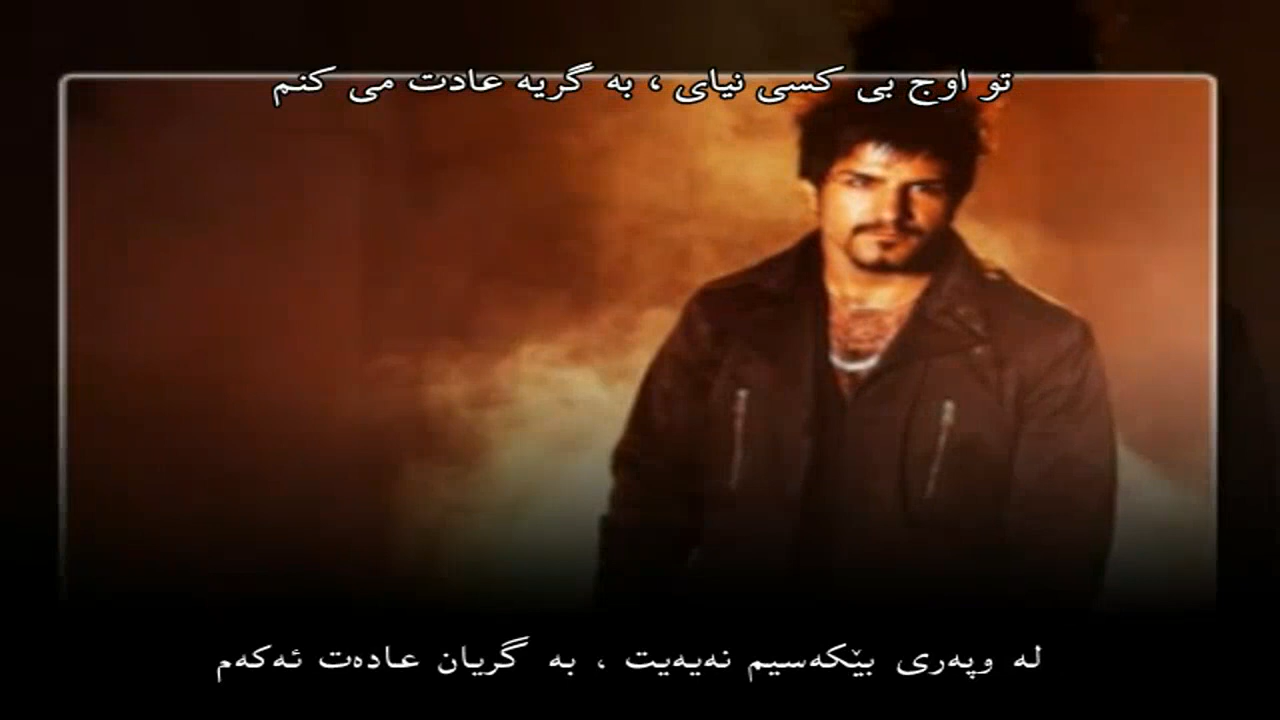 تو اوج بی کسی نیای ، به گریه عادت می کنم
له وپەری بێکەسیم نەیەیت ، بە گریان عادەت ئەکەم